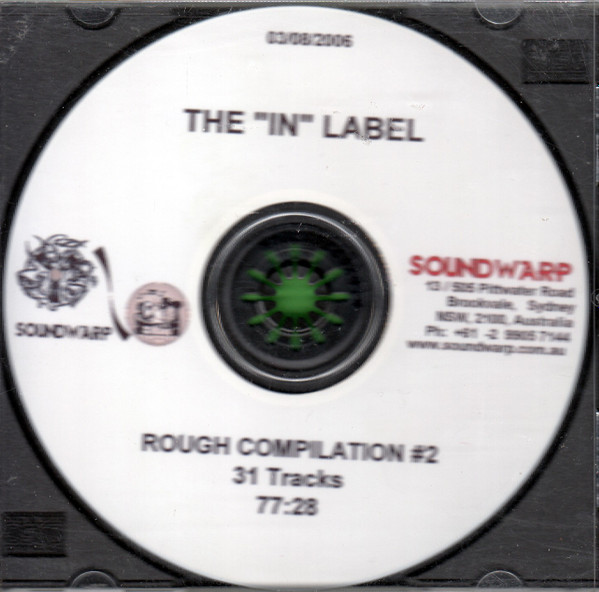 03/08/2006
THE "IN" LABEL
SOUNDWARP
SOUNDWARP
13 / 505 Pittwater Road
Brookvale, Sydney
NSW, 2100, Australia
Ph: +61 -2 9905 7144
www.soundwarp.com.au
ROUGH COMPILATION #2
31 Tracks
77:28